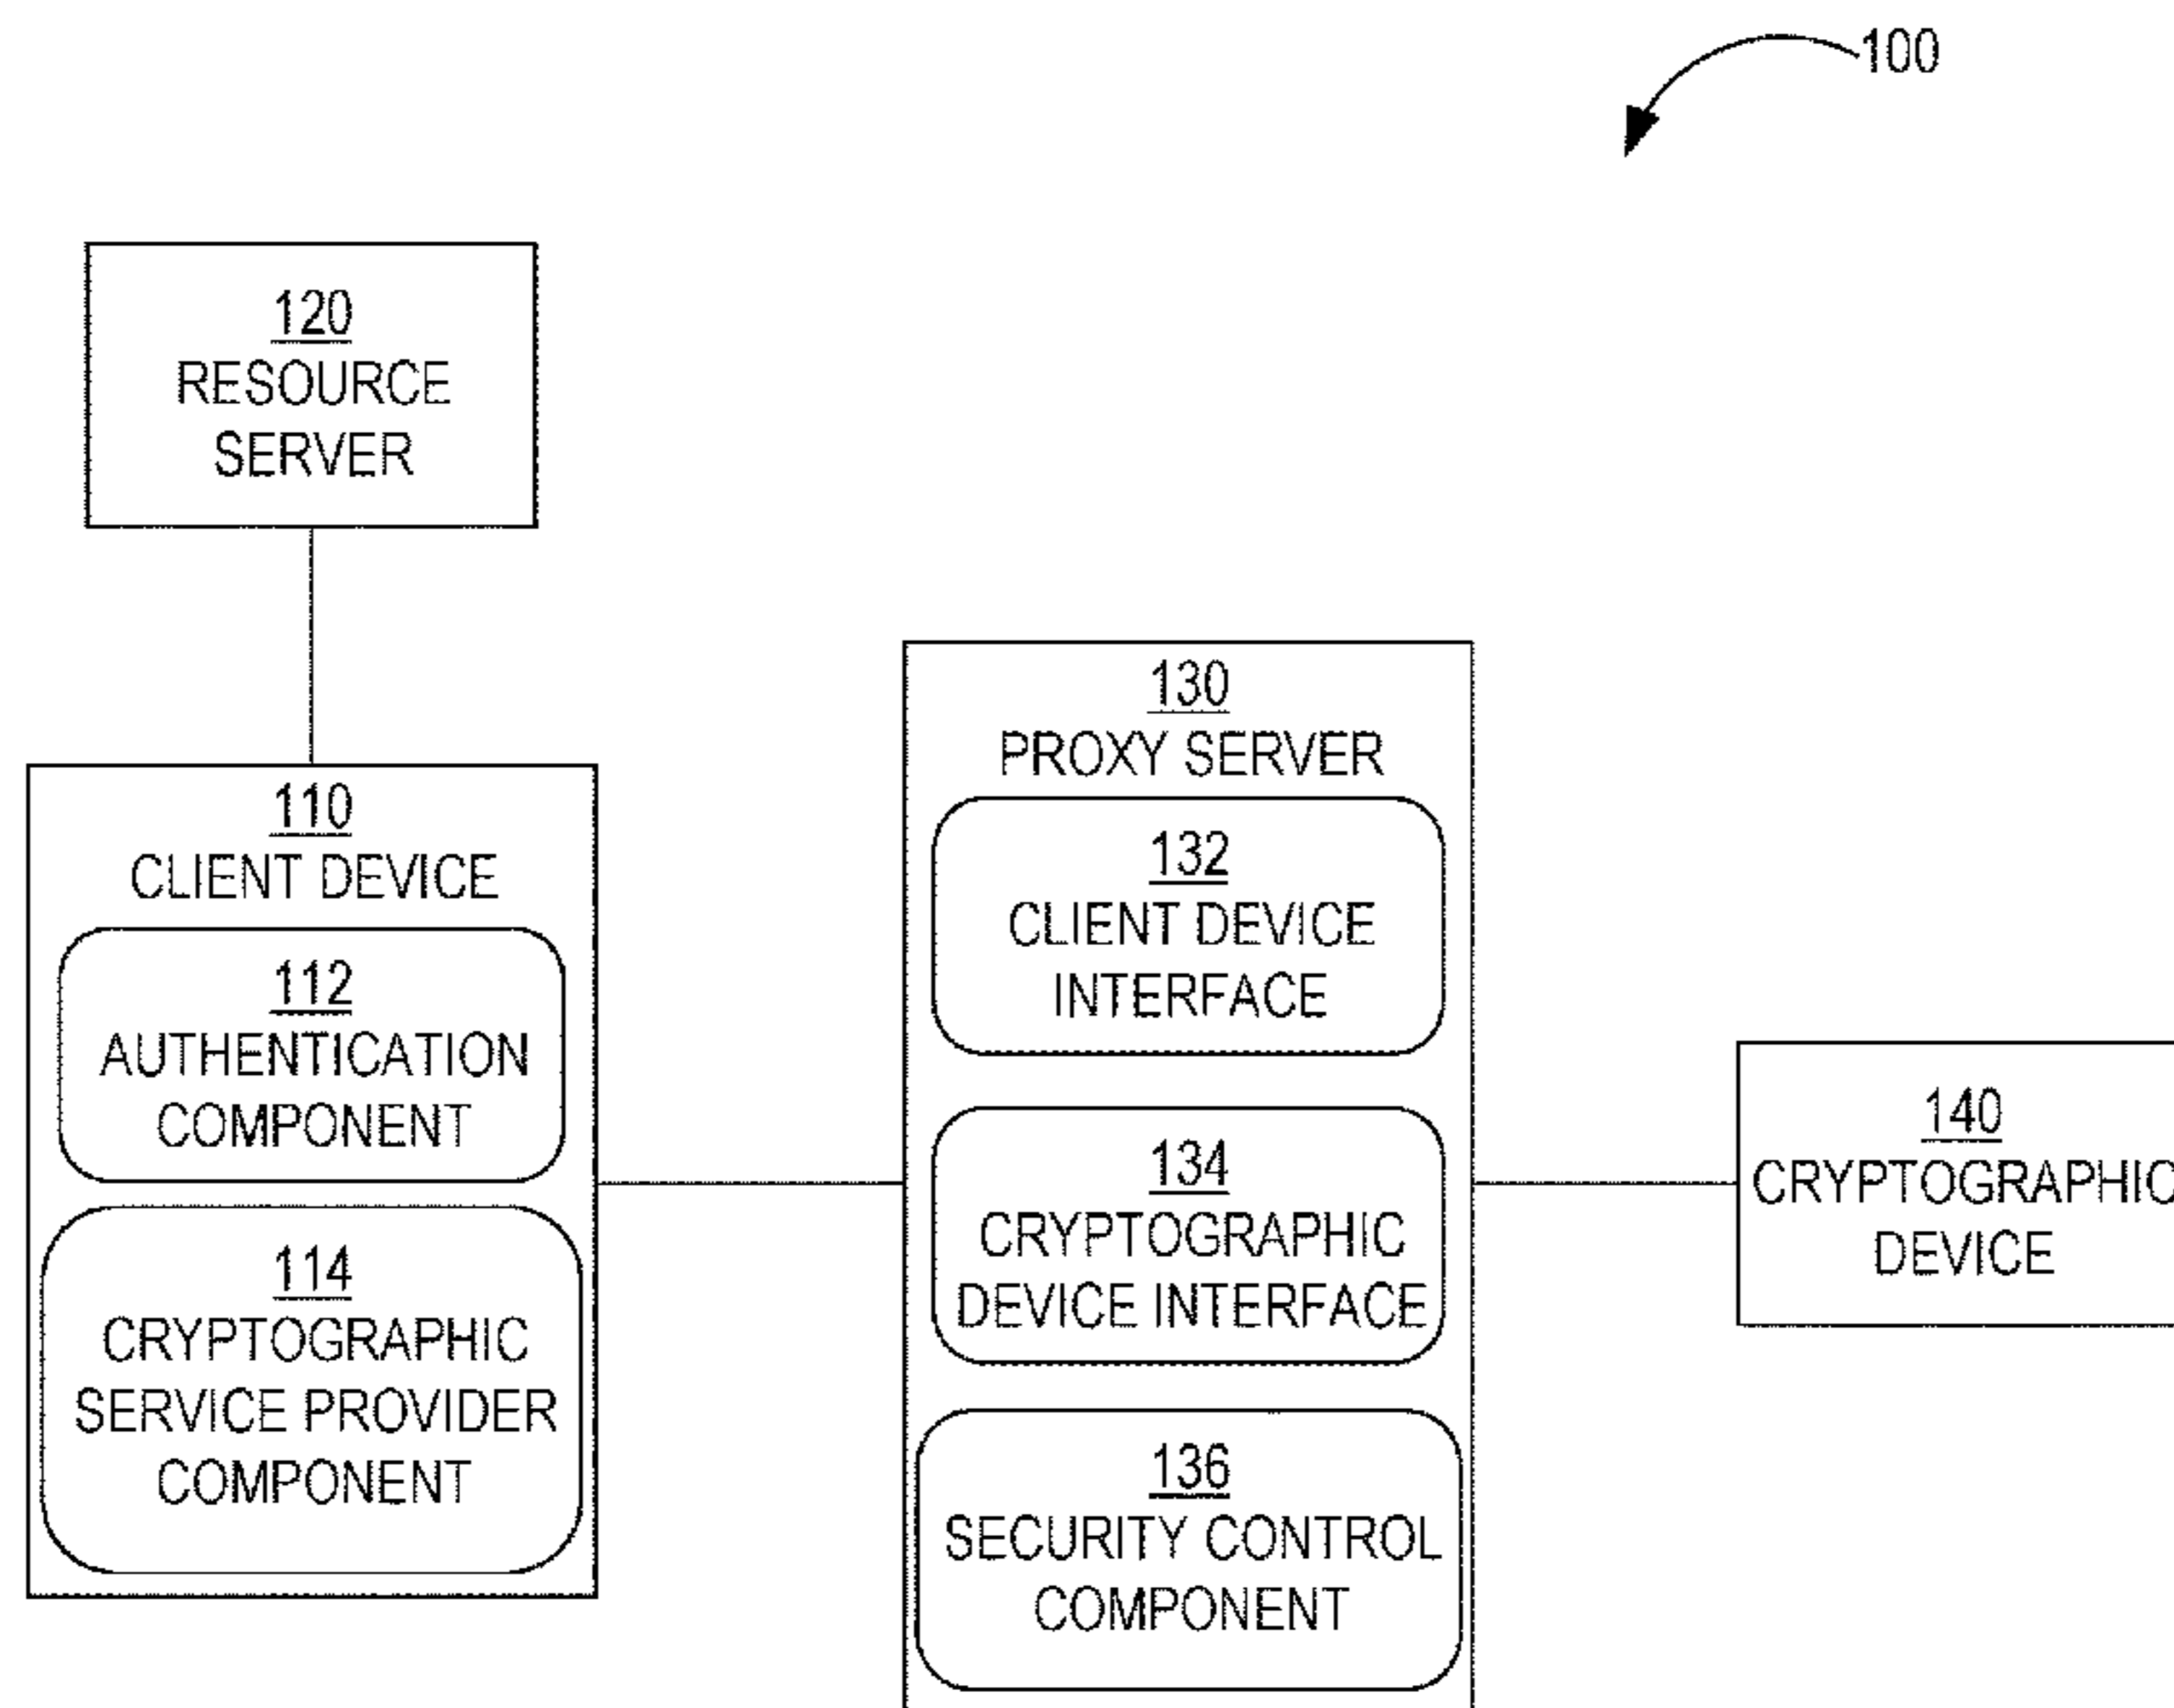 100
120
RESOURCE
SERVER
110
CLIENT DEVICE
112
AUTHENTICATION
COMPONENT
114
CRYPTOGRAPHIC
SERVICE PROVIDER
COMPONENT
130
PROXY SERVER
132
CLIENT DEVICE
INTERFACE
134
CRYPTOGRAPHIC
DEVICE INTERFACE
136
SECURITY CONTROL
COMPONENT
140
CRYPTOGRAPHIC
DEVICE